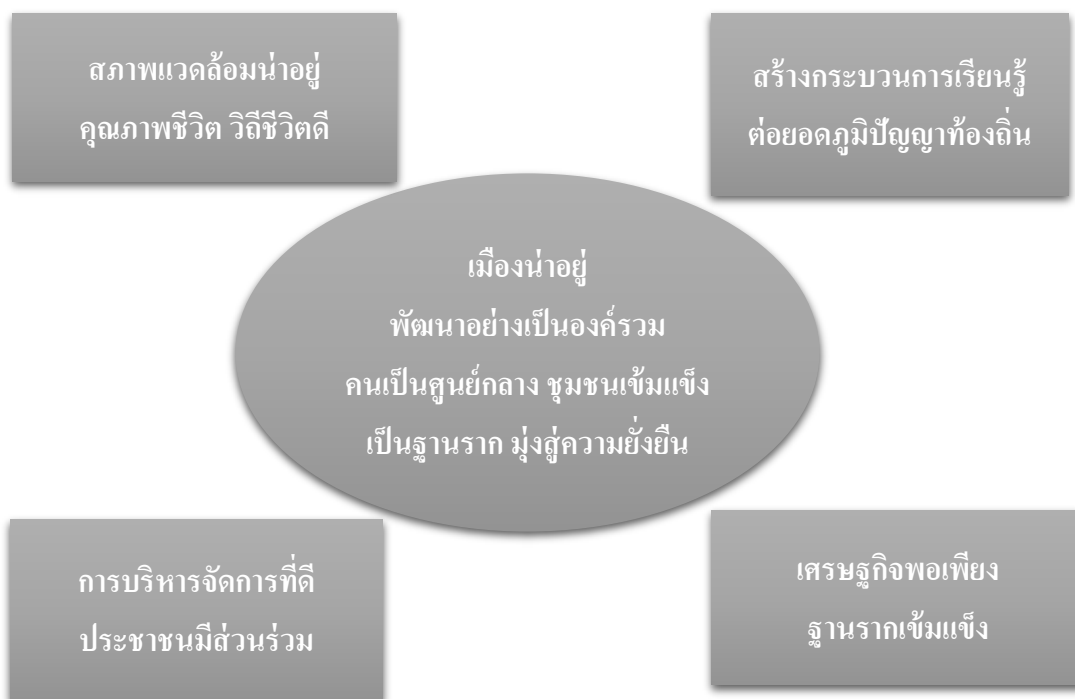 สภาพแวดล้อมน่าอยู่
คุณภาพชีวิต วิถีชีวิตดี
สร้างกระบวนการเรียนรู้
ต่อยอดภูมิปัญญาท้องถิ่น
เมืองน่าอยู่
พัฒนาอย่างเป็นองค์รวม
คนเป็นศูนย์กลาง ชุมชนเข้มแข็ง
เป็นฐานราก มุ่งสู่ความยั่งยืน
การบริหารจัดการที่ดี
ประชาชนมีส่วนร่วม
เศรษฐกิจพอเพียง
ฐานรากเข้มแข็ง